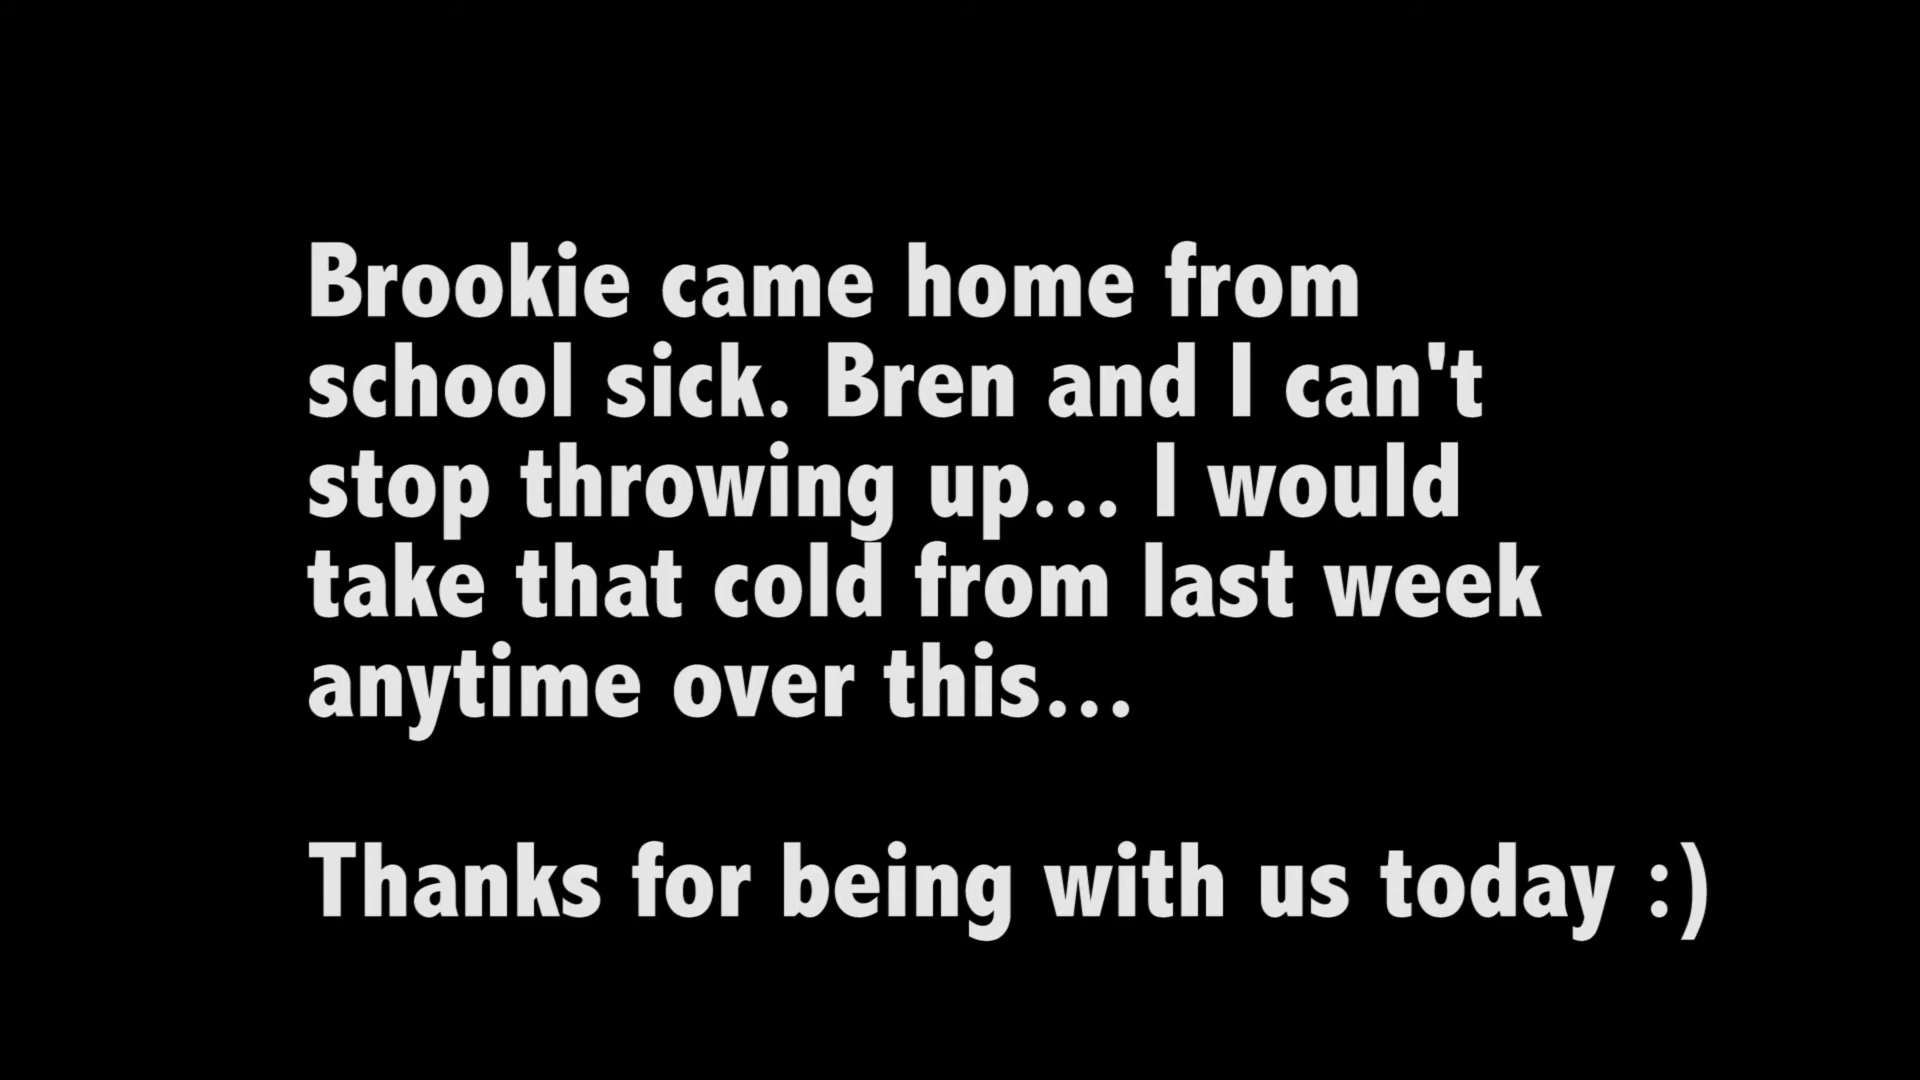 Brookie came home from
school sick. Bren and I can't
stop throwing up... I would
take that cold from last week
anytime over this...
Thanks for being with us today :)